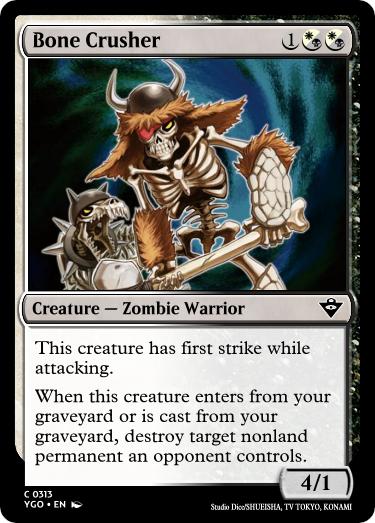 Bone Crusher 1
Creature — Zombie Warrior
This creature has first strike while
attacking.
When this creature enters from your
graveyard or is cast from your
graveyard, destroy target nonland
permanent an opponent controls.
4/1
C 0313
YGO • EN
Studio Dice/SHUEISHA, TV TOKYO, KONAMI